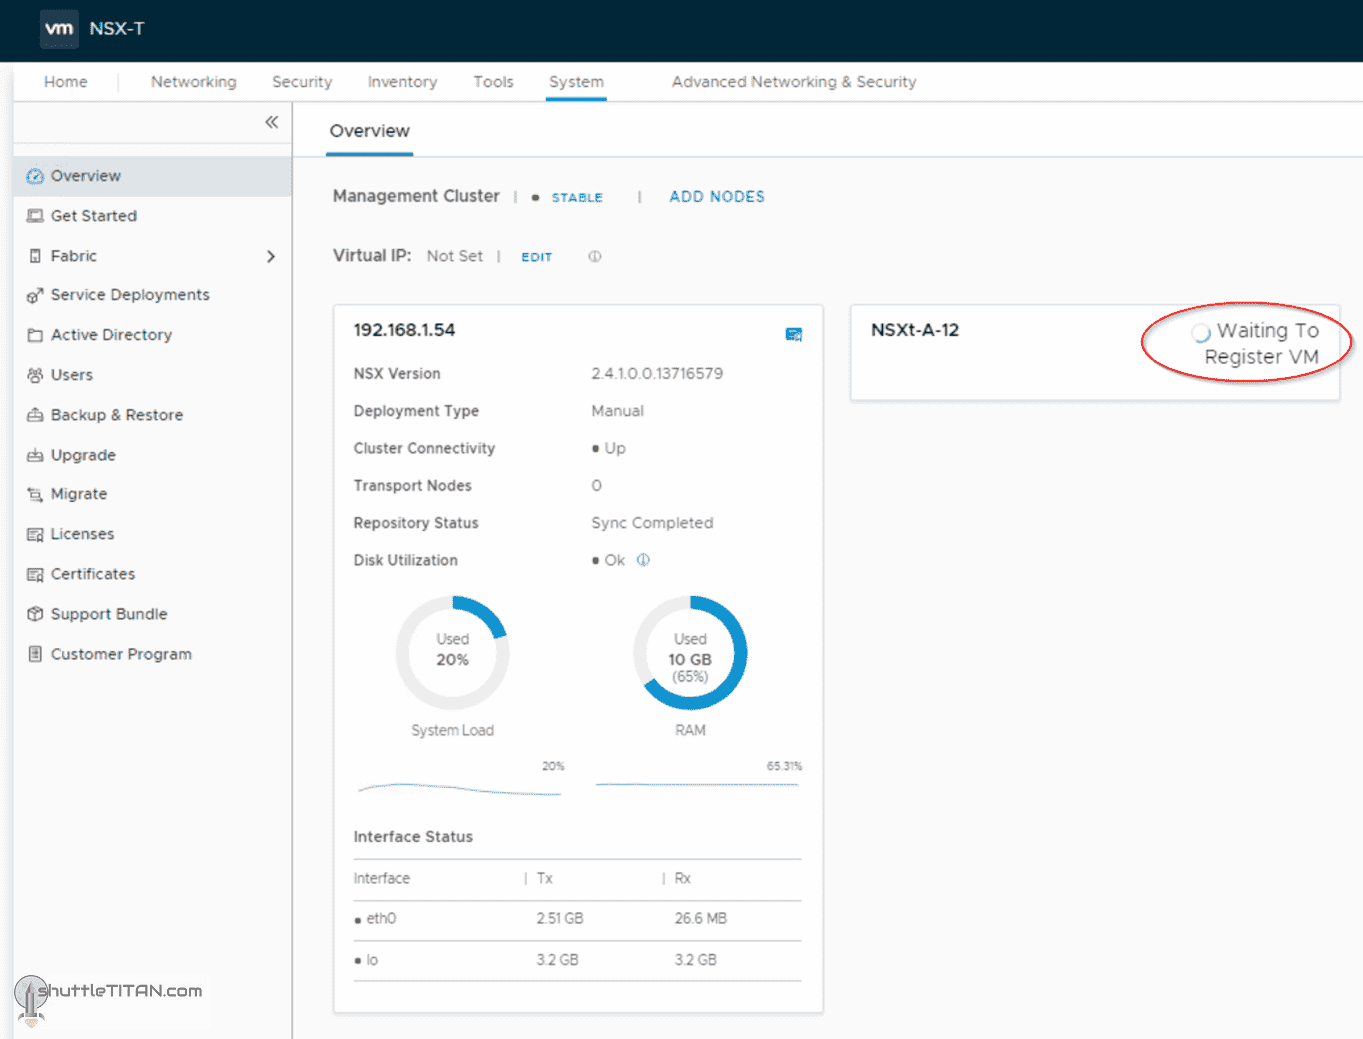 vm NSX-T
Home Networking Security Inventory Tools System Advanced Networking & Security
Overview
Overview
Get Started
Fabric
Service Deployments
Active Directory
Users
Backup & Restore
Upgrade
Migrate
Licenses
Certificates
Support Bundle
Customer Program
Management Cluster | STABLE | ADD NODES
Virtual IP: Not Set | EDIT
192.168.1.54
NSX Version 2.4.1.0.0.13716579
Deployment Type Manual
Cluster Connectivity Up
Transport Nodes 0
Repository Status Sync Completed
Disk Utilization Ok
Used
20%
System Load
20%
Used
10 GB
(65%)
RAM
65.31%
Interface Status
Interface | Tx | Rx
eth0 2.51 GB 26.6 MB
lo 3.2 GB 3.2 GB
NSXt-A-12
Waiting To
Register VM
shuttleTITAN.com